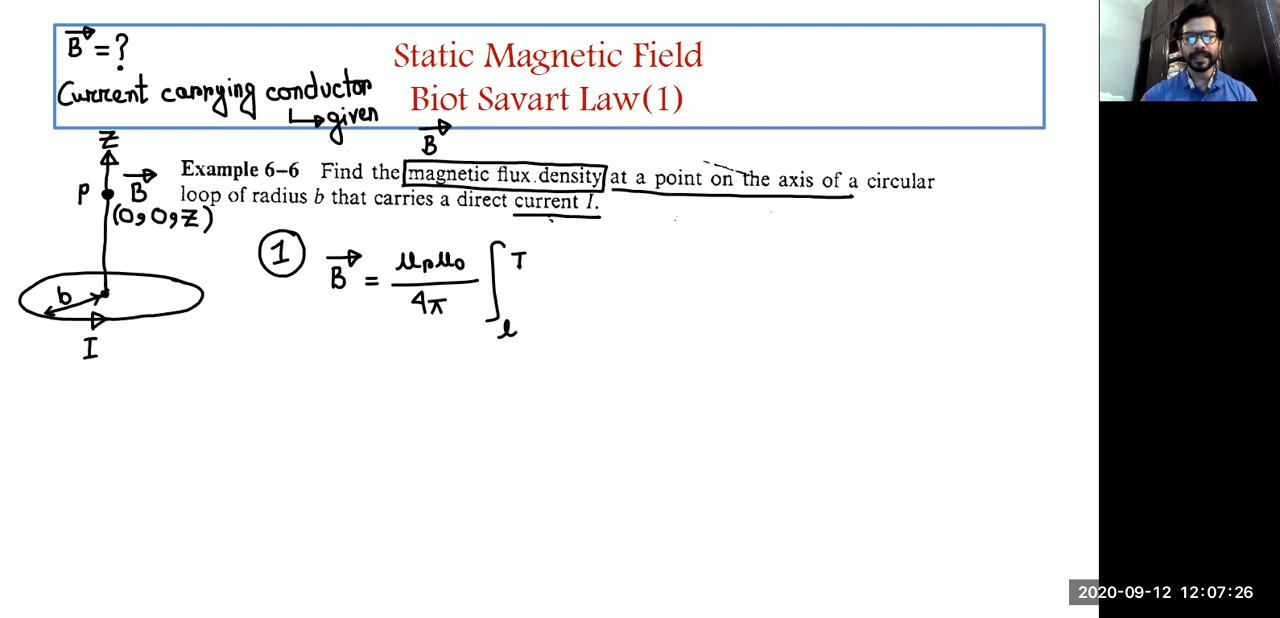 B = ?
Current carrying conductor
↳ given
Static Magnetic Field
Biot Savart Law(1)
B
Z
P
B
(0, 0, Z)
b
I
Example 6–6 Find the magnetic flux density at a point on the axis of a circular
loop of radius b that carries a direct current I.
1
B = μrμ0 / 4π ∫l I
2020-09-12 12:07:26